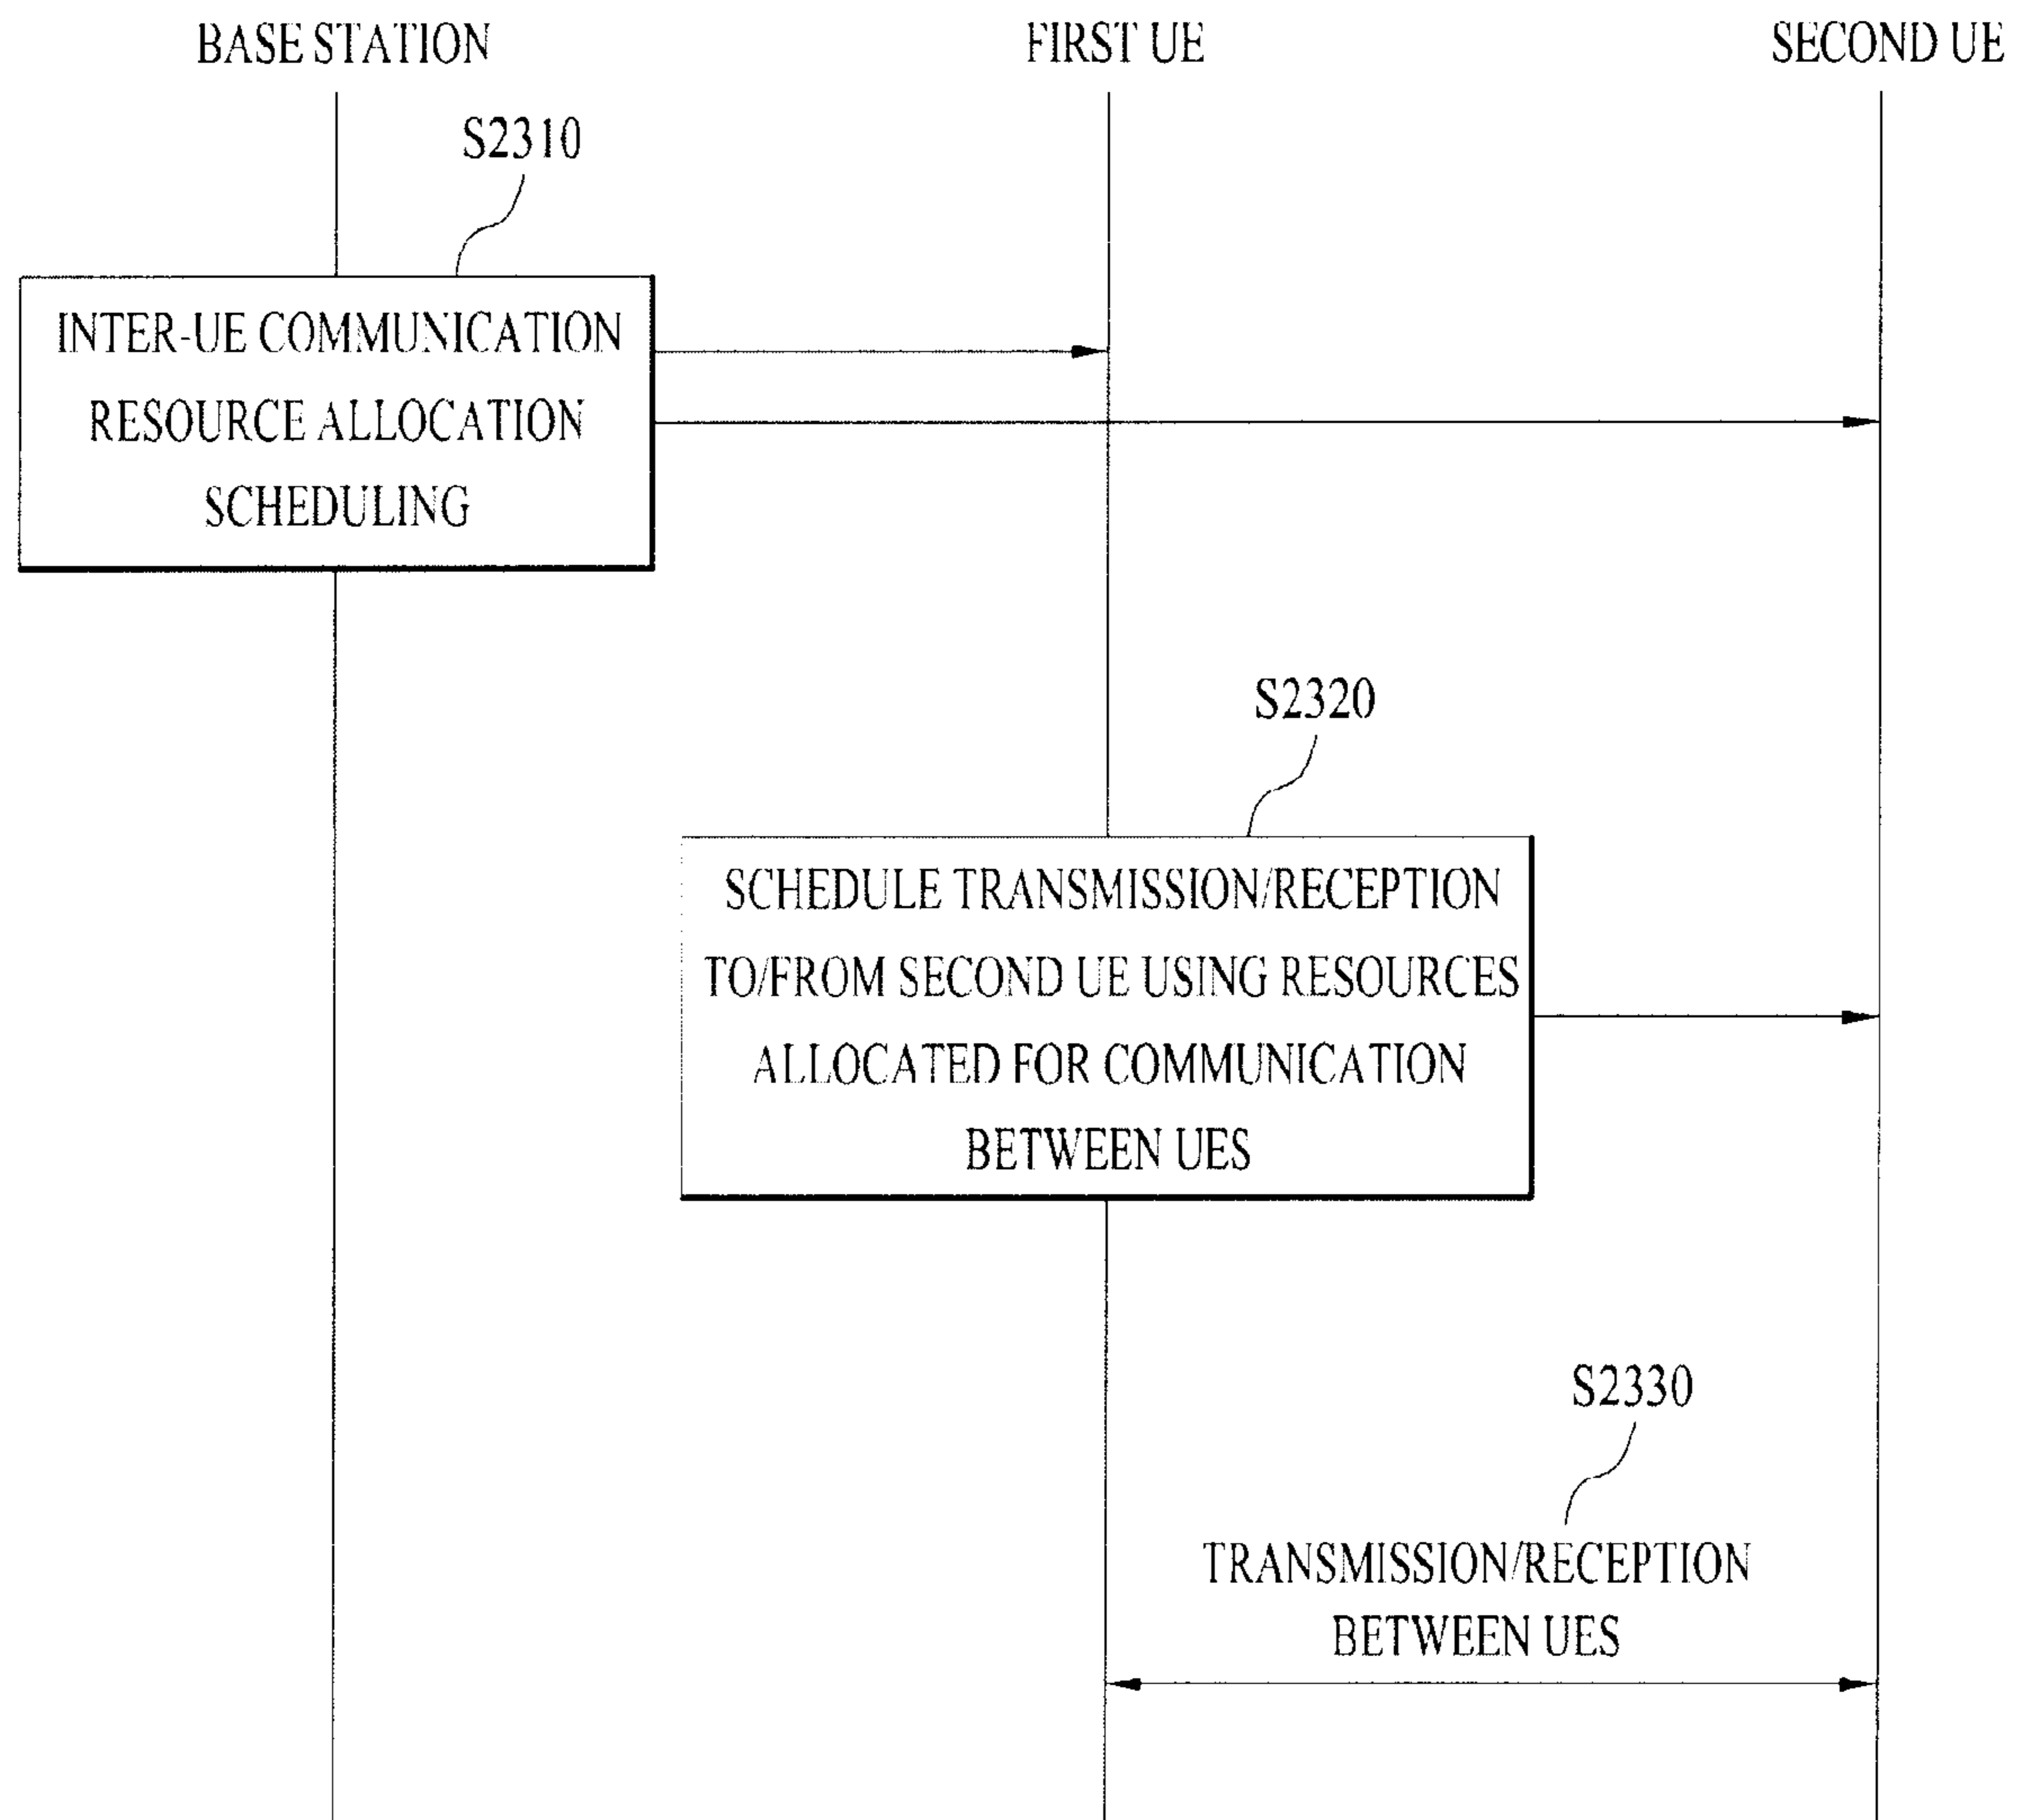 BASE STATION
FIRST UE
SECOND UE
S2310
INTER-UE COMMUNICATION
RESOURCE ALLOCATION
SCHEDULING
S2320
SCHEDULE TRANSMISSION/RECEPTION
TO/FROM SECOND UE USING RESOURCES
ALLOCATED FOR COMMUNICATION
BETWEEN UES
S2330
TRANSMISSION/RECEPTION
BETWEEN UES